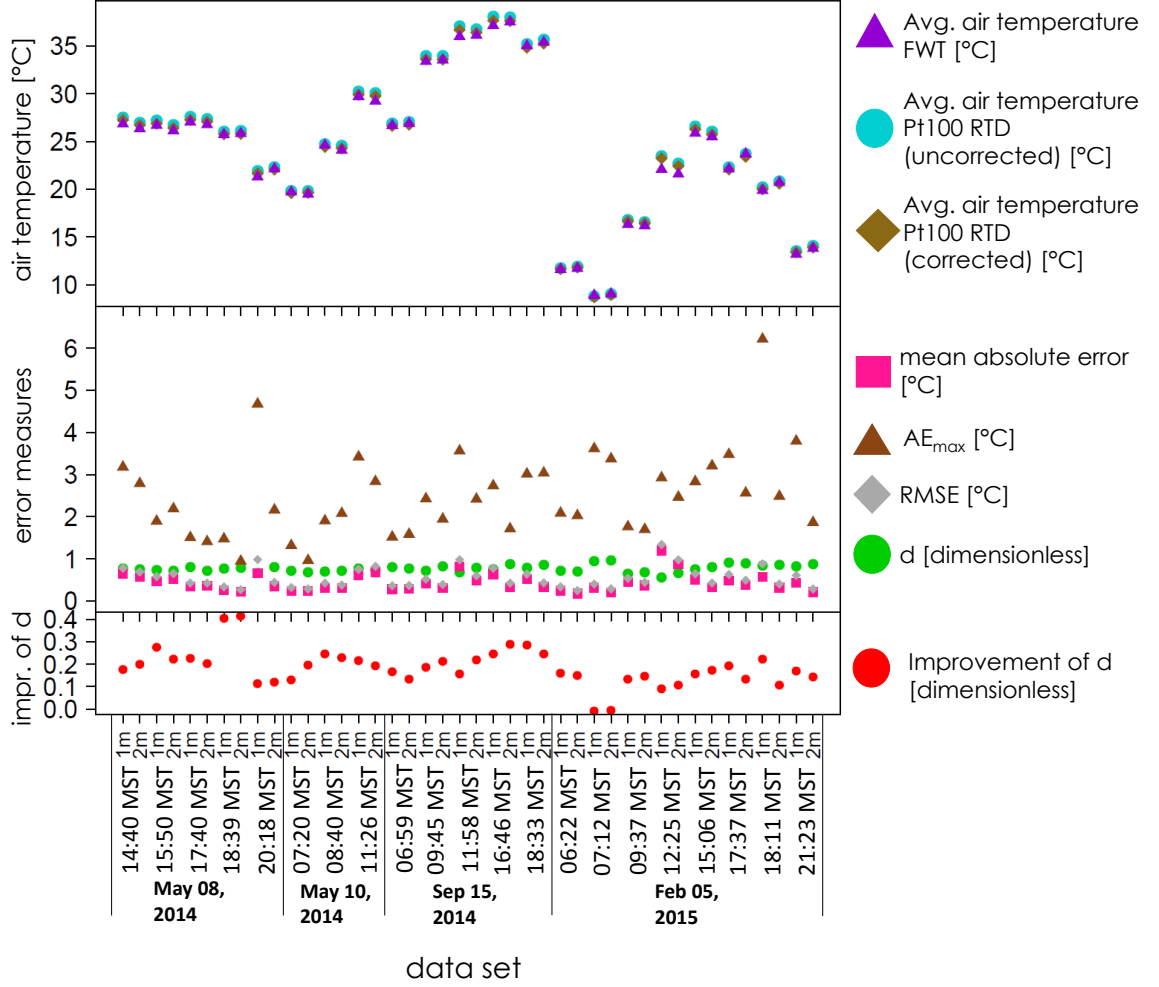 air temperature [°C]
35
30
25
20
15
10
error measures
6
5
4
3
2
1
0
impr. of d
0.4
0.3
0.2
0.1
0.0
1m 2m 1m 2m 1m 2m 1m 2m 1m 2m 1m 2m 1m 2m 1m 2m 1m 2m 1m 2m 1m 2m 1m 2m 1m 2m 1m 2m 1m 2m 1m 2m 1m 2m 1m 2m 1m 2m 1m 2m 1m 2m
14:40 MST
15:50 MST
17:40 MST
18:39 MST
20:18 MST
07:20 MST
08:40 MST
11:26 MST
06:59 MST
09:45 MST
11:58 MST
16:46 MST
18:33 MST
06:22 MST
07:12 MST
09:37 MST
12:25 MST
15:06 MST
17:37 MST
18:11 MST
21:23 MST
May 08,
2014
May 10,
2014
Sep 15,
2014
Feb 05,
2015
data set
Avg. air temperature
FWT [°C]
Avg. air temperature
Pt100 RTD
(uncorrected) [°C]
Avg. air temperature
Pt100 RTD
(corrected) [°C]
mean absolute error
[°C]
AEmax [°C]
RMSE [°C]
d [dimensionless]
Improvement of d
[dimensionless]